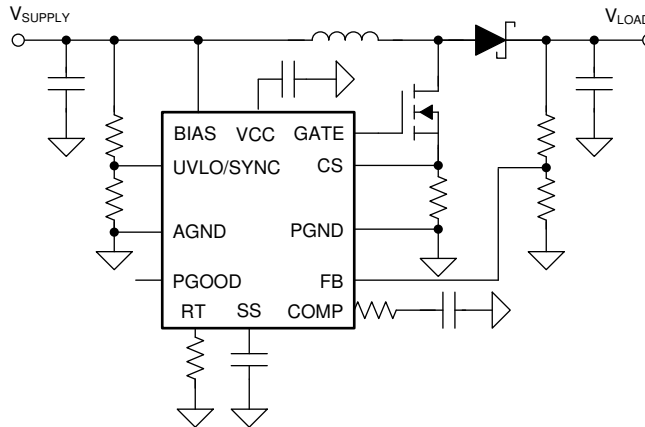 VSUPPLY
VLOAD
BIAS
VCC
GATE
UVLO/SYNC
CS
AGND
PGND
PGOOD
FB
RT
SS
COMP